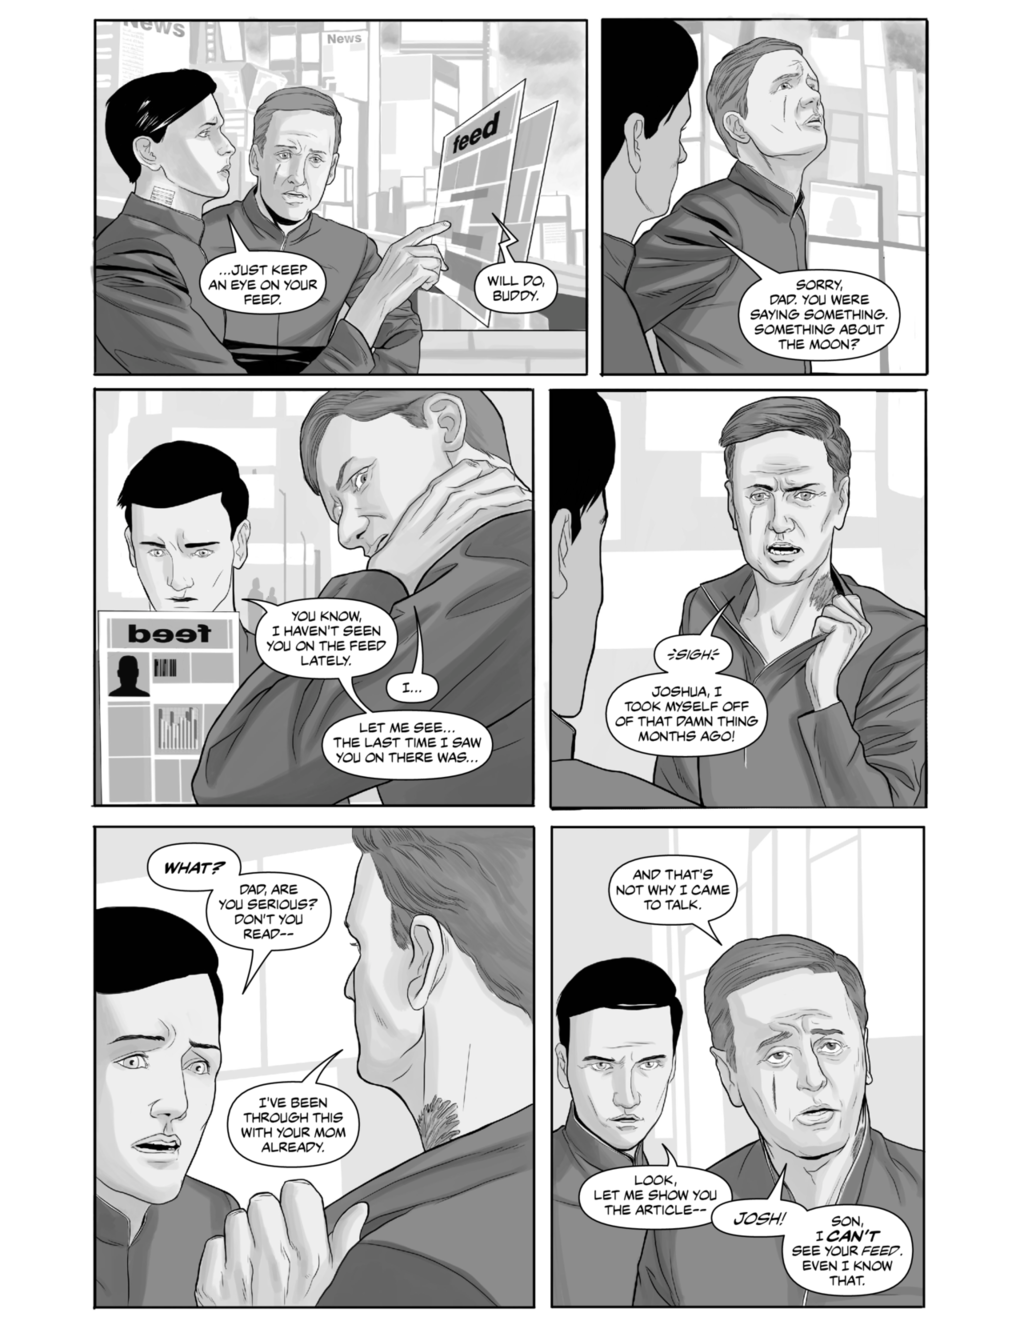 News
News
feed
...JUST KEEP
AN EYE ON YOUR
FEED.
WILL DO,
BUDDY.
SORRY,
DAD. YOU WERE
SAYING SOMETHING.
SOMETHING ABOUT
THE MOON?
feed
YOU KNOW,
I HAVEN'T SEEN
YOU ON THE FEED
LATELY.
I...
LET ME SEE...
THE LAST TIME I SAW
YOU ON THERE WAS...
SIGH
JOSHUA, I
TOOK MYSELF OFF
OF THAT DAMN THING
MONTHS AGO!
WHAT?
DAD, ARE
YOU SERIOUS?
DON'T YOU
READ--
I'VE BEEN
THROUGH THIS
WITH YOUR MOM
ALREADY.
AND THAT'S
NOT WHY I CAME
TO TALK.
LOOK,
LET ME SHOW YOU
THE ARTICLE--
JOSH!
SON,
I CAN'T
SEE YOUR FEED.
EVEN I KNOW
THAT.